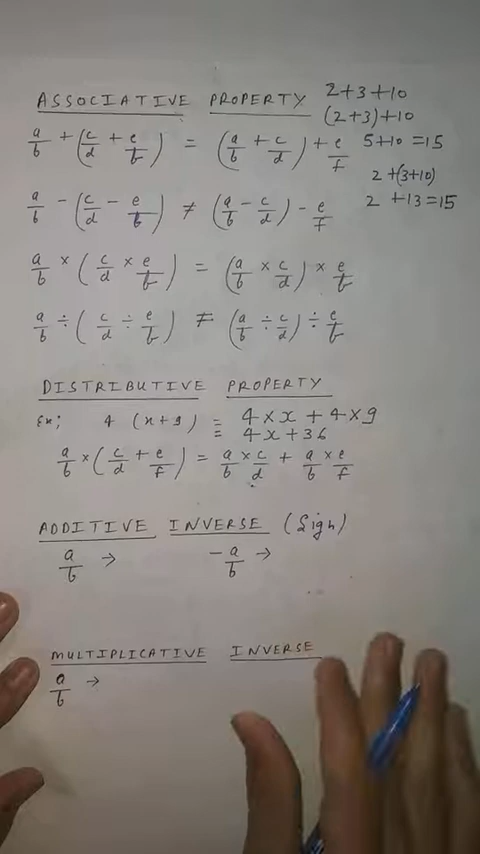 ASSOCIATIVE PROPERTY 2+3+10
(2+3)+10
a/b + (c/d + e/b) = (a/b + c/d) + e/f 5+10 =15
2+(3+10)
a/b - (c/d - e/b) ≠ (a/b - c/d) - e/f 2 +13=15
a/b × (c/d × e/b) = (a/b × c/d) × e/b
a/b ÷ (c/d ÷ e/b) ≠ (a/b ÷ c/d) ÷ e/b
DISTRIBUTIVE PROPERTY
Ex; 4 (x+9) = 4×x + 4×9
= 4x+36
a/b × (c/d + e/f) = a/b × c/d + a/b × e/f
ADDITIVE INVERSE (Sign)
a/b → -a/b →
MULTIPLICATIVE INVERSE
a/b →